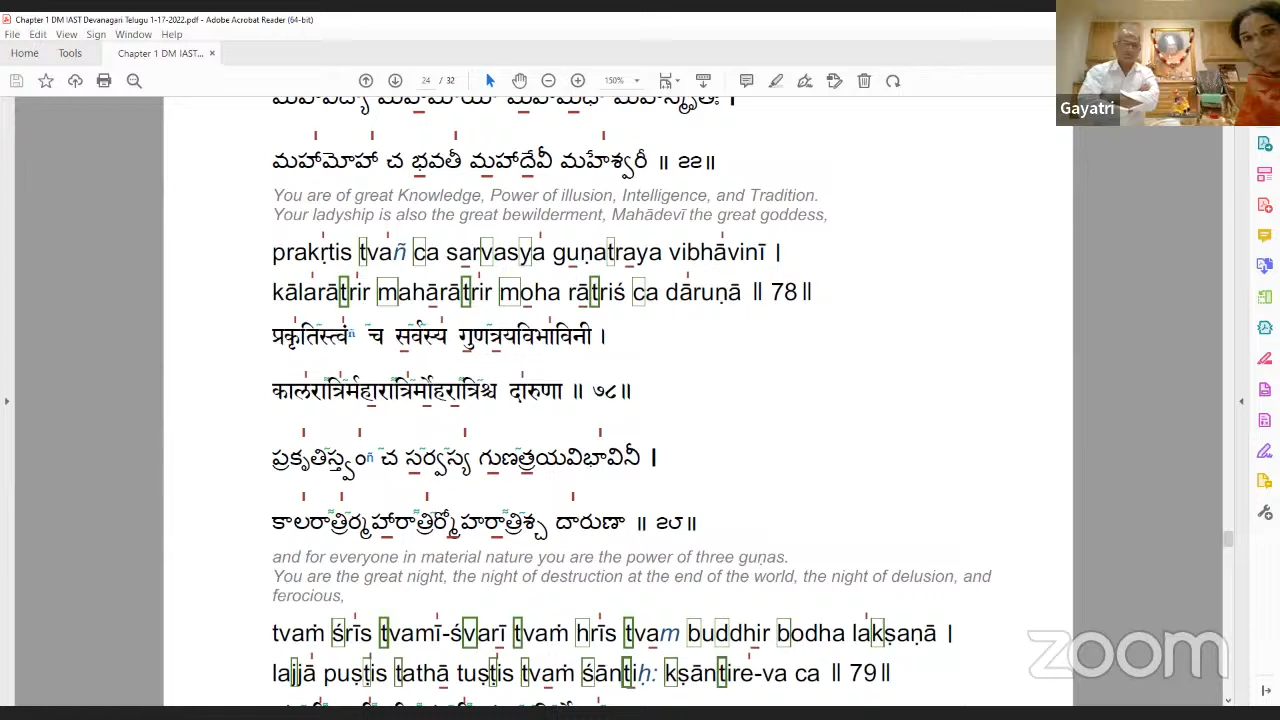 Chapter 1 DM IAST Devanagari Telugu 1-17-2022.pdf - Adobe Acrobat Reader (64-bit)
File Edit View Sign Window Help
Home Tools Chapter 1 DM IAST... ×
24 / 32 150%
Gayatri
మహావిద్యా మహామాయా మహామేధా మహాస్మృతిః |
మహామోహా చ భవతీ మహాదేవీ మహేశ్వరీ ॥ ౭౭॥
You are of great Knowledge, Power of illusion, Intelligence, and Tradition.
Your ladyship is also the great bewilderment, Mahādevī the great goddess,
prakṛtis tvañ ca sarvasya guṇatraya vibhāvinī |
kālarātrir mahārātrir moha rātriś ca dāruṇā ॥ 78॥
प्रकृतिस्त्वंñ च सर्वस्य गुणत्रयविभाविनी ।
कालरात्रिर्महारात्रिर्मोहरात्रिश्च दारुणा ॥ ७८॥
ప్రకృతిస్త్వంñ చ సర్వస్య గుణత్రయవిభావినీ |
కాలరాత్రిర్మహారాత్రిర్మోహరాత్రిశ్చ దారుణా ॥ ౭౮॥
and for everyone in material nature you are the power of three guṇas.
You are the great night, the night of destruction at the end of the world, the night of delusion, and
ferocious,
tvaṁ śrīs tvamī-śvarī tvaṁ hrīs tvam buddhir bodha lakṣaṇā |
lajjā puṣṭis tathā tuṣṭis tvaṁ śāntiḥ: kṣāntire-va ca ॥ 79॥
zoom